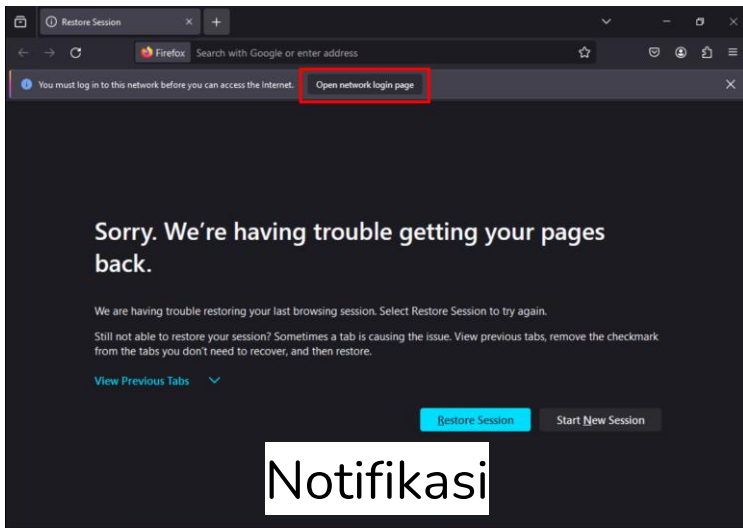 Restore Session
Firefox Search with Google or enter address
You must log in to this network before you can access the Internet. Open network login page
Sorry. We're having trouble getting your pages
back.
We are having trouble restoring your last browsing session. Select Restore Session to try again.
Still not able to restore your session? Sometimes a tab is causing the issue. View previous tabs, remove the checkmark
from the tabs you don't need to recover, and then restore.
View Previous Tabs
Restore Session Start New Session
Notifikasi